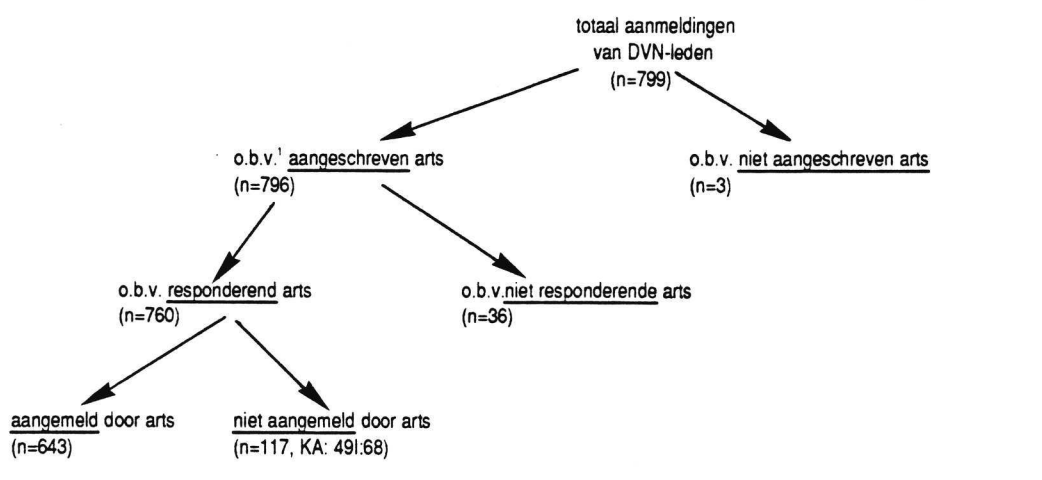 totaal aanmeldingen
van DVN-leden
(n=799)
o.b.v.¹ aangeschreven arts
(n=796)
o.b.v. niet aangeschreven arts
(n=3)
o.b.v. responderend arts
(n=760)
o.b.v.niet responderende arts
(n=36)
aangemeld door arts
(n=643)
niet aangemeld door arts
(n=117, KA: 49I:68)